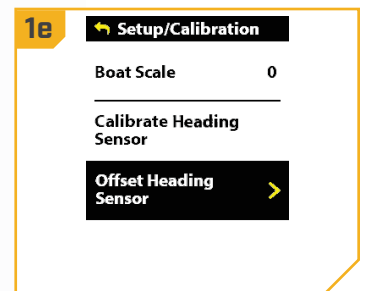 1e
Setup/Calibration
Boat Scale 0
Calibrate Heading
Sensor
Offset Heading
Sensor